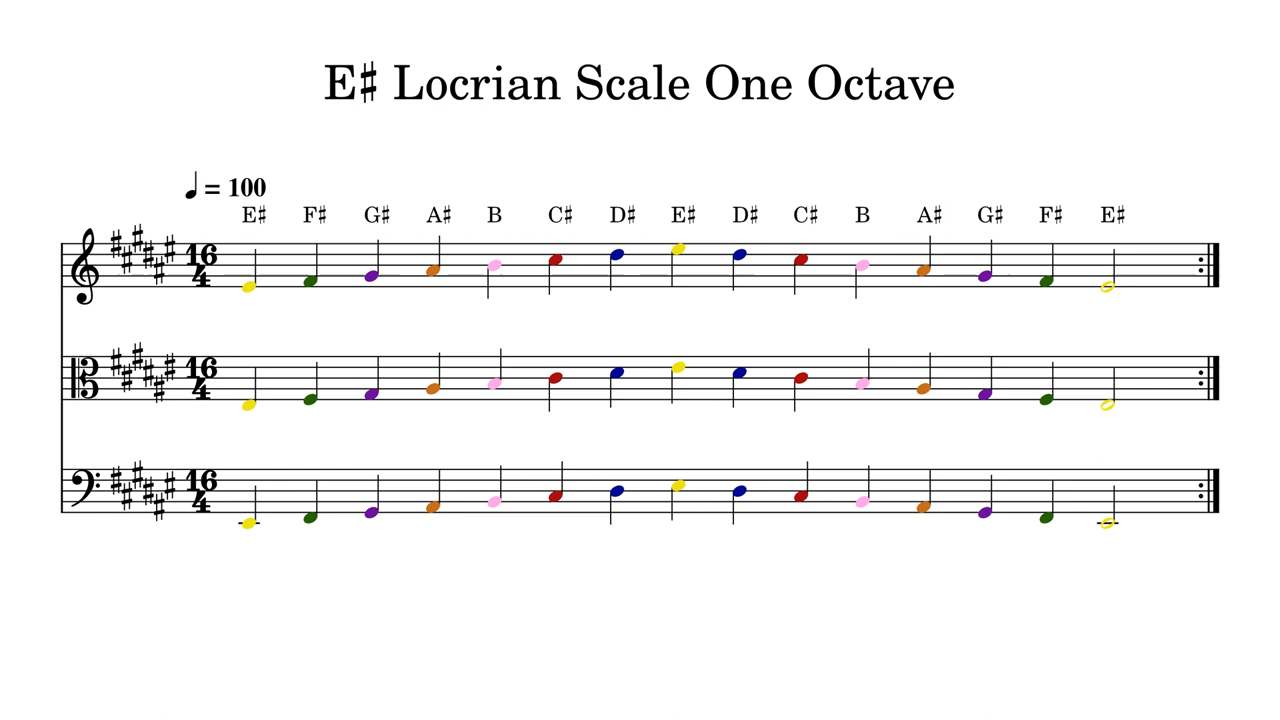 E♯ Locrian Scale One Octave
♩ = 100
E♯ F♯ G♯ A♯ B C♯ D♯ E♯ D♯ C♯ B A♯ G♯ F♯ E♯
16
4
16
4
16
4